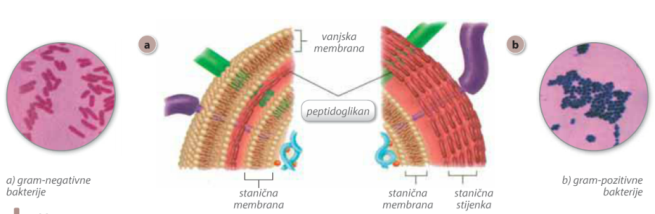 a
vanjska
membrana
b
peptidoglikan
a) gram-negativne
bakterije
stanična
membrana
stanična
membrana
stanična
stijenka
b) gram-pozitivne
bakterije